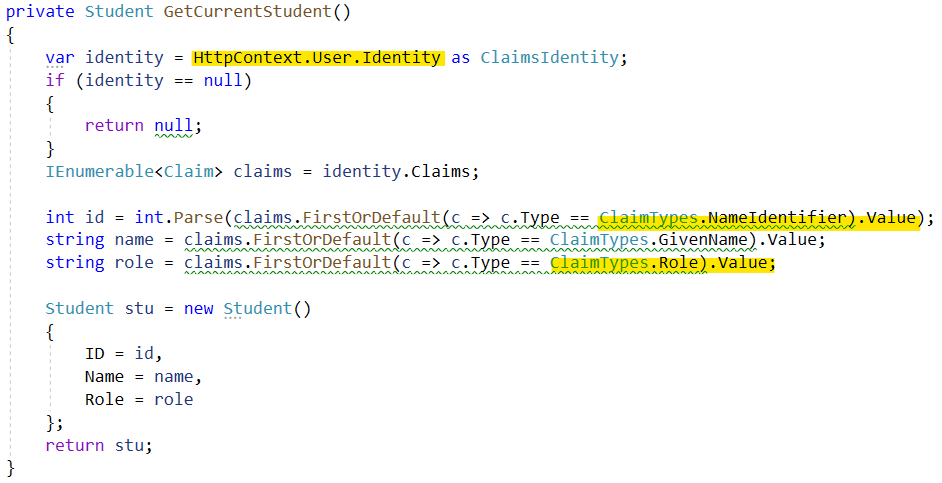 private Student GetCurrentStudent()
{
    var identity = HttpContext.User.Identity as ClaimsIdentity;
    if (identity == null)
    {
        return null;
    }
    IEnumerable<Claim> claims = identity.Claims;

    int id = int.Parse(claims.FirstOrDefault(c => c.Type == ClaimTypes.NameIdentifier).Value);
    string name = claims.FirstOrDefault(c => c.Type == ClaimTypes.GivenName).Value;
    string role = claims.FirstOrDefault(c => c.Type == ClaimTypes.Role).Value;

    Student stu = new Student()
    {
        ID = id,
        Name = name,
        Role = role
    };
    return stu;
}